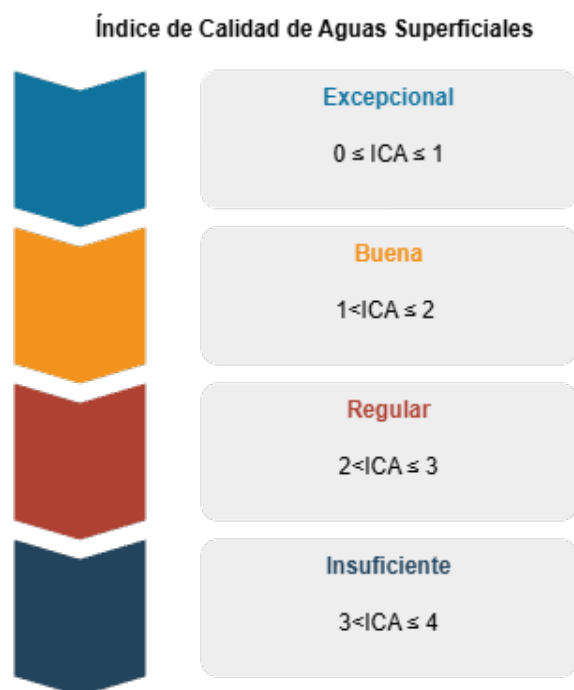 Índice de Calidad de Aguas Superficiales
Excepcional
0 ≤ ICA ≤ 1
Buena
1<ICA ≤ 2
Regular
2<ICA ≤ 3
Insuficiente
3<ICA ≤ 4